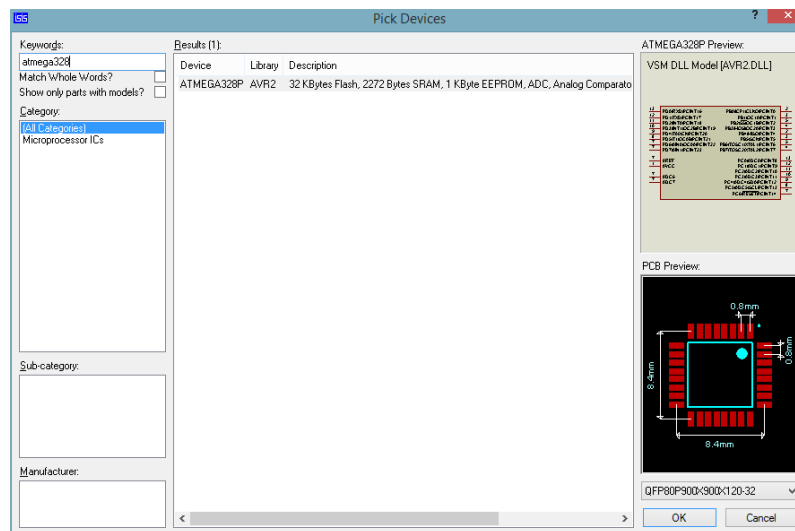 ISIS
Pick Devices
?
Keywords:
atmega328
Match Whole Words?
Show only parts with models?
Category:
(All Categories)
Microprocessor ICs
Sub-category:
Manufacturer:
Results (1):
Device Library Description
ATMEGA328P AVR2 32 KBytes Flash, 2272 Bytes SRAM, 1 KByte EEPROM, ADC, Analog Comparato
ATMEGA328P Preview:
VSM DLL Model [AVR2.DLL]
PCB Preview:
0.8mm
0.8mm
8.4mm
8.4mm
QFP80P900X900X120-32
OK Cancel